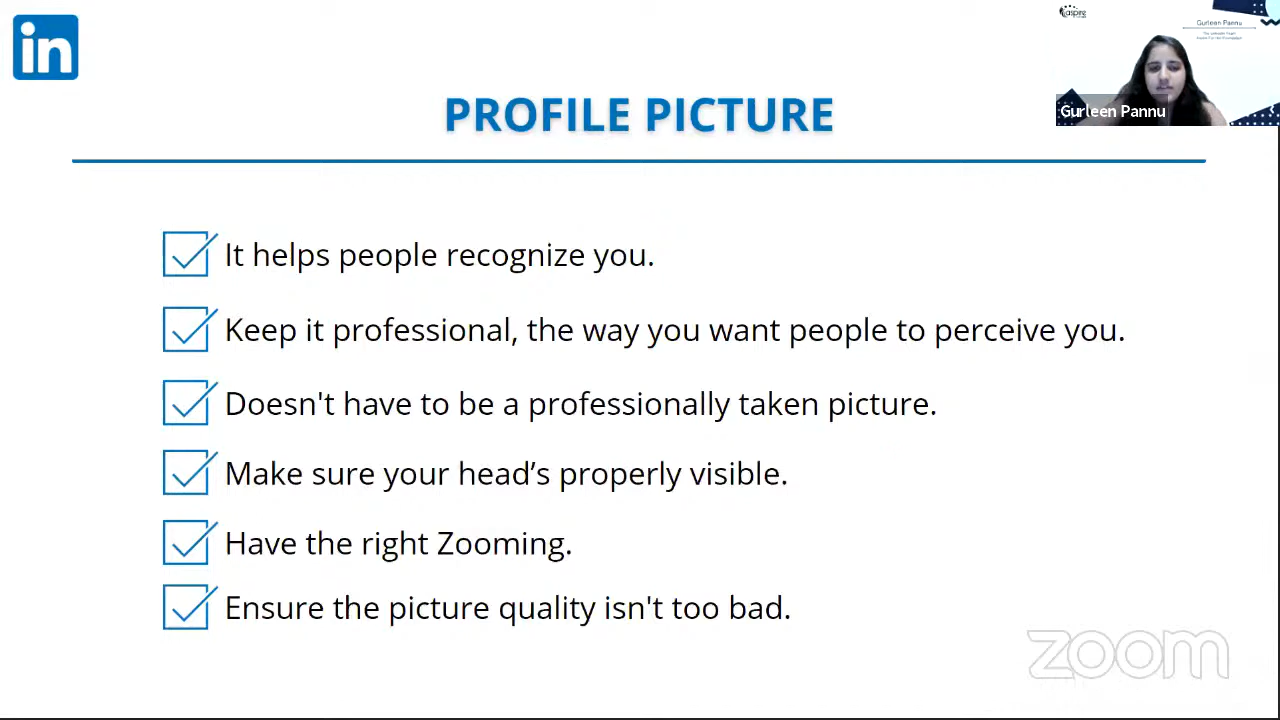 in
aspire
Gurleen Pannu
Gurleen Pannu
PROFILE PICTURE
It helps people recognize you.
Keep it professional, the way you want people to perceive you.
Doesn't have to be a professionally taken picture.
Make sure your head’s properly visible.
Have the right Zooming.
Ensure the picture quality isn't too bad.
zoom